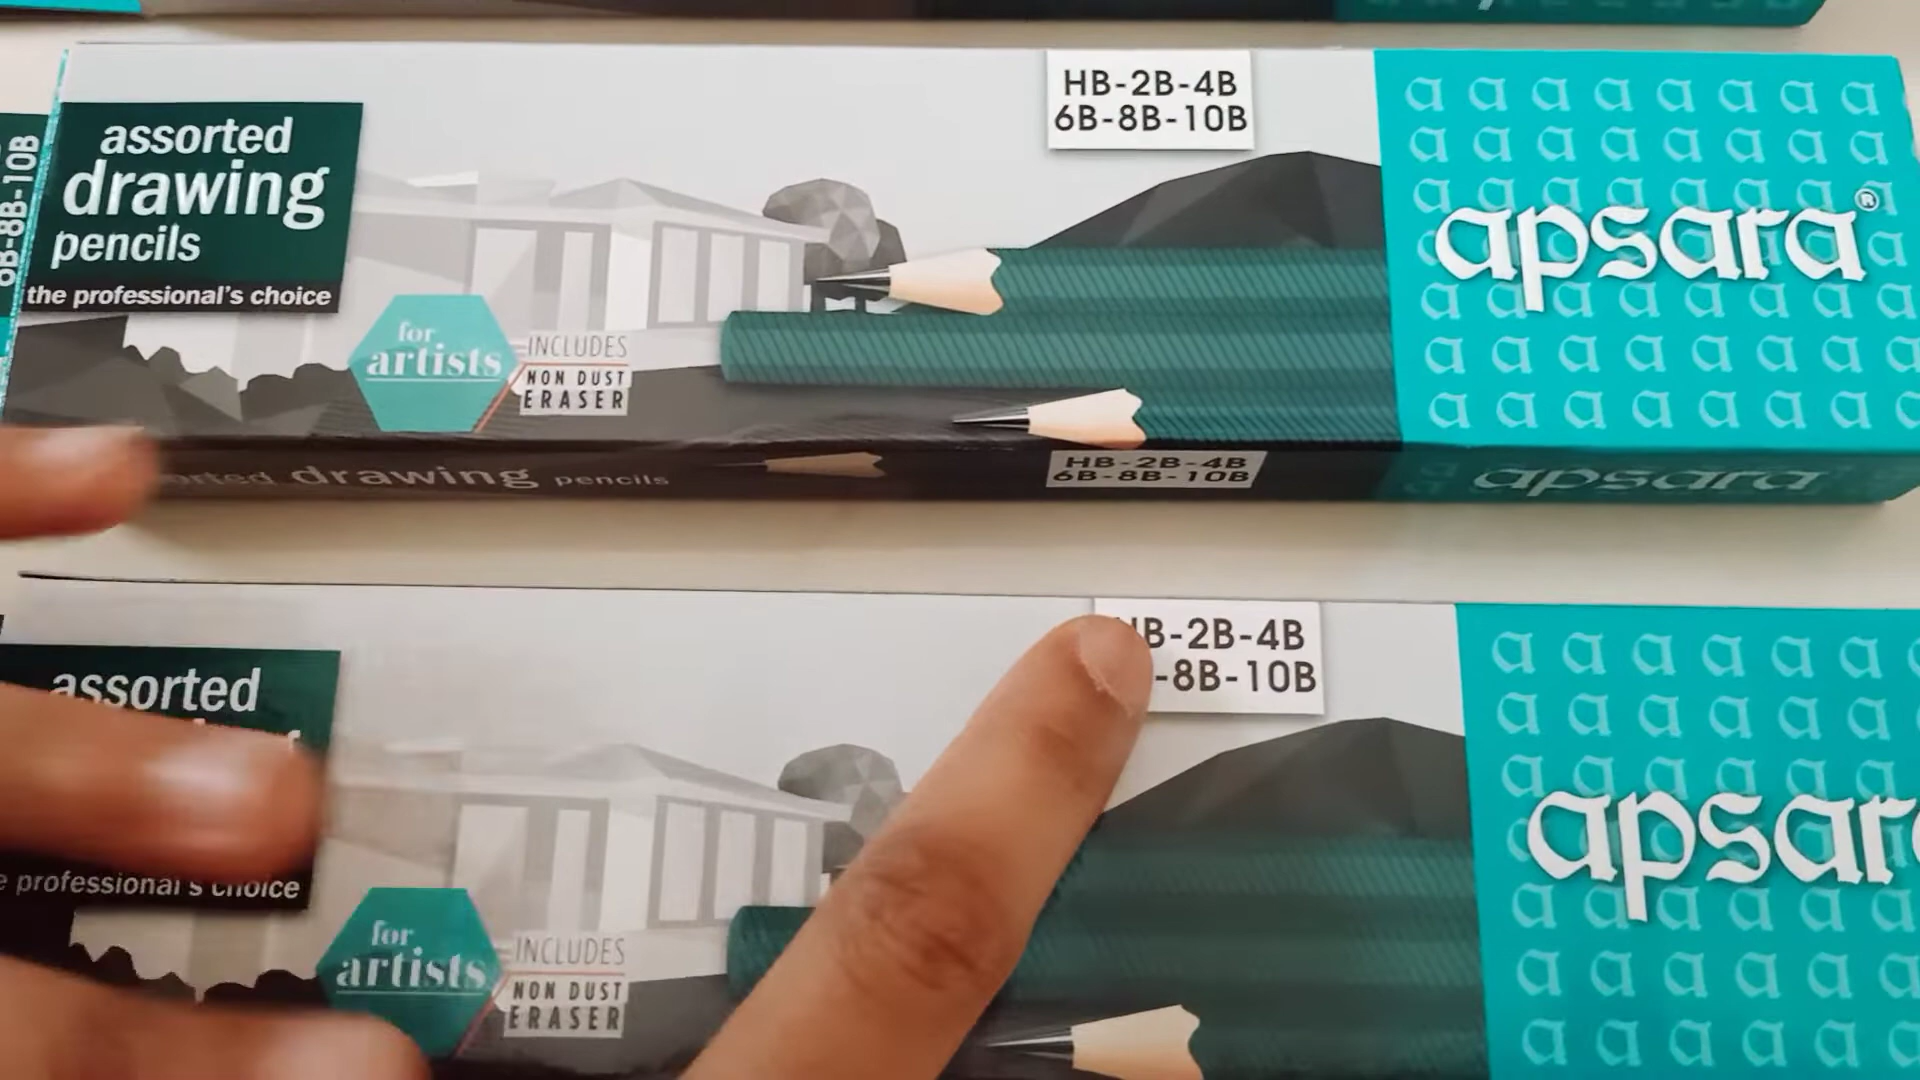 6B-8B-10B
assorted
drawing
pencils
the professional's choice
for
artists
INCLUDES
NON DUST
ERASER
HB-2B-4B
6B-8B-10B
apsara®
drawing pencils
HB-2B-4B
6B-8B-10B
apsara
assorted
professional's choice
for
artists
INCLUDES
NON DUST
ERASER
B-2B-4B
-8B-10B